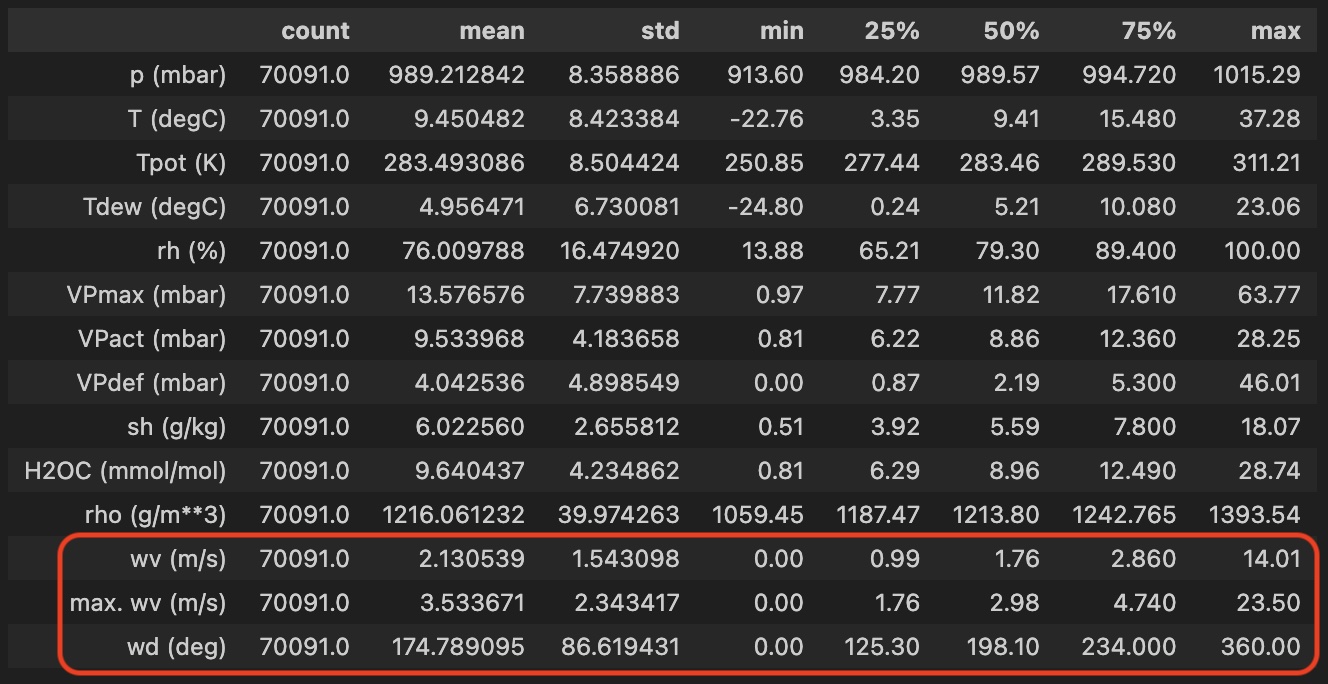 count mean std min 25% 50% 75% max
p (mbar) 70091.0 989.212842 8.358886 913.60 984.20 989.57 994.720 1015.29
T (degC) 70091.0 9.450482 8.423384 -22.76 3.35 9.41 15.480 37.28
Tpot (K) 70091.0 283.493086 8.504424 250.85 277.44 283.46 289.530 311.21
Tdew (degC) 70091.0 4.956471 6.730081 -24.80 0.24 5.21 10.080 23.06
rh (%) 70091.0 76.009788 16.474920 13.88 65.21 79.30 89.400 100.00
VPmax (mbar) 70091.0 13.576576 7.739883 0.97 7.77 11.82 17.610 63.77
VPact (mbar) 70091.0 9.533968 4.183658 0.81 6.22 8.86 12.360 28.25
VPdef (mbar) 70091.0 4.042536 4.898549 0.00 0.87 2.19 5.300 46.01
sh (g/kg) 70091.0 6.022560 2.655812 0.51 3.92 5.59 7.800 18.07
H2OC (mmol/mol) 70091.0 9.640437 4.234862 0.81 6.29 8.96 12.490 28.74
rho (g/m**3) 70091.0 1216.061232 39.974263 1059.45 1187.47 1213.80 1242.765 1393.54
wv (m/s) 70091.0 2.130539 1.543098 0.00 0.99 1.76 2.860 14.01
max. wv (m/s) 70091.0 3.533671 2.343417 0.00 1.76 2.98 4.740 23.50
wd (deg) 70091.0 174.789095 86.619431 0.00 125.30 198.10 234.000 360.00